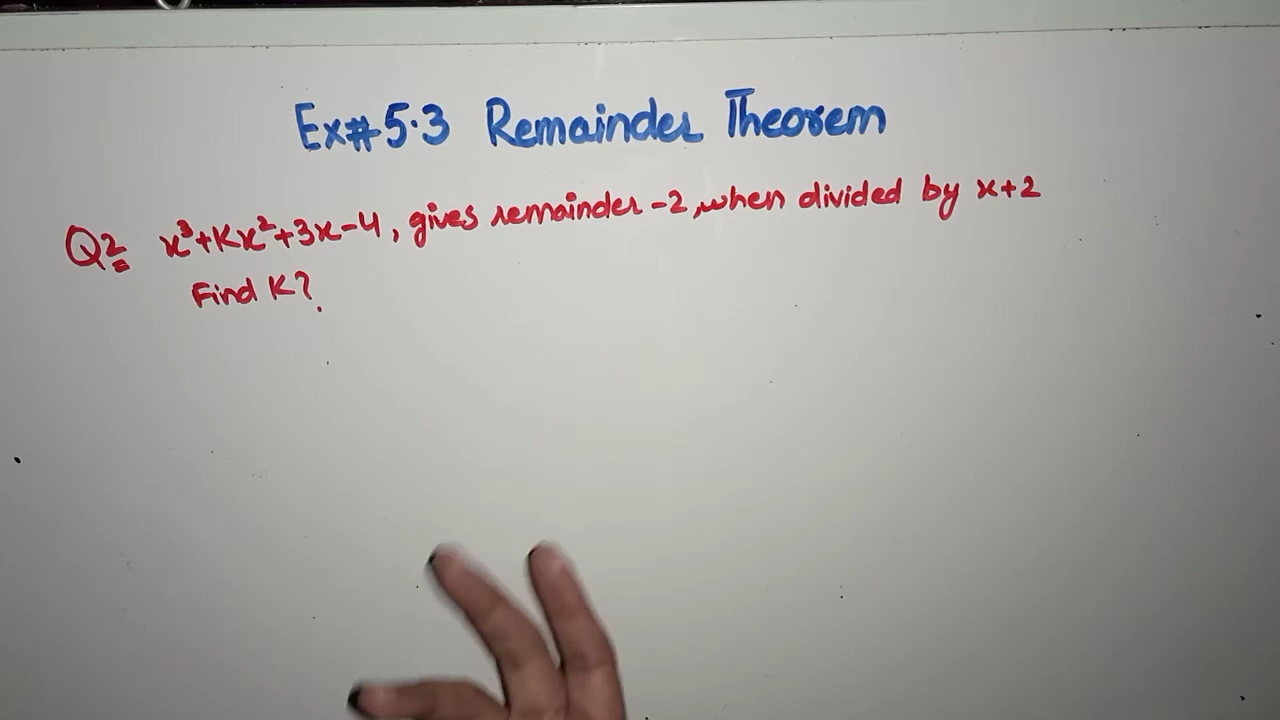 Ex#5.3 Remainder Theorem
Q2 x³+Kx²+3x-4, gives remainder -2, when divided by x+2
Find K?